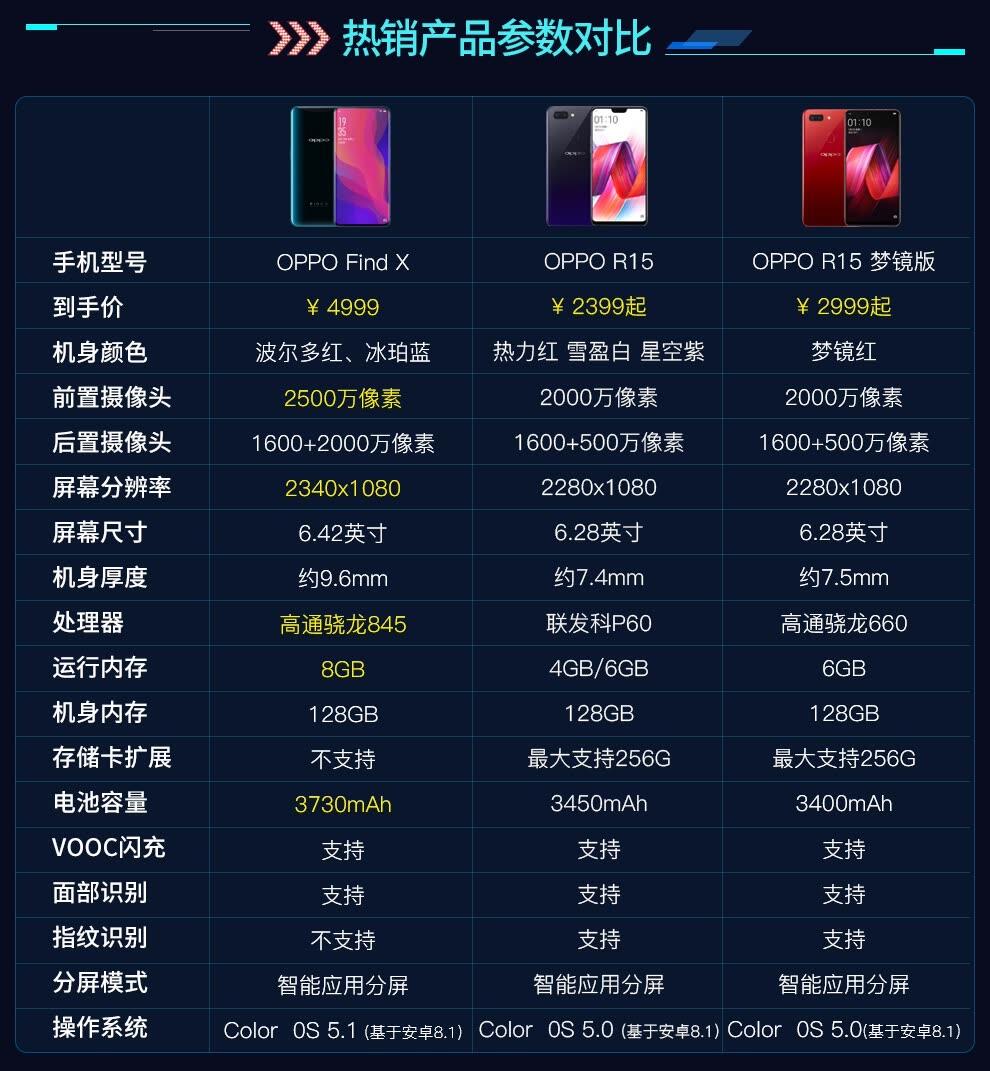 热销产品参数对比
oppo
19
35
oppo
01:10
oppo
01:10
手机型号 OPPO Find X OPPO R15 OPPO R15 梦镜版
到手价 ¥ 4999 ¥ 2399起 ¥ 2999起
机身颜色 波尔多红、冰珀蓝 热力红 雪盈白 星空紫 梦镜红
前置摄像头 2500万像素 2000万像素 2000万像素
后置摄像头 1600+2000万像素 1600+500万像素 1600+500万像素
屏幕分辨率 2340x1080 2280x1080 2280x1080
屏幕尺寸 6.42英寸 6.28英寸 6.28英寸
机身厚度 约9.6mm 约7.4mm 约7.5mm
处理器 高通骁龙845 联发科P60 高通骁龙660
运行内存 8GB 4GB/6GB 6GB
机身内存 128GB 128GB 128GB
存储卡扩展 不支持 最大支持256G 最大支持256G
电池容量 3730mAh 3450mAh 3400mAh
VOOC闪充 支持 支持 支持
面部识别 支持 支持 支持
指纹识别 不支持 支持 支持
分屏模式 智能应用分屏 智能应用分屏 智能应用分屏
操作系统 Color 0S 5.1 (基于安卓8.1) Color 0S 5.0 (基于安卓8.1) Color 0S 5.0(基于安卓8.1)